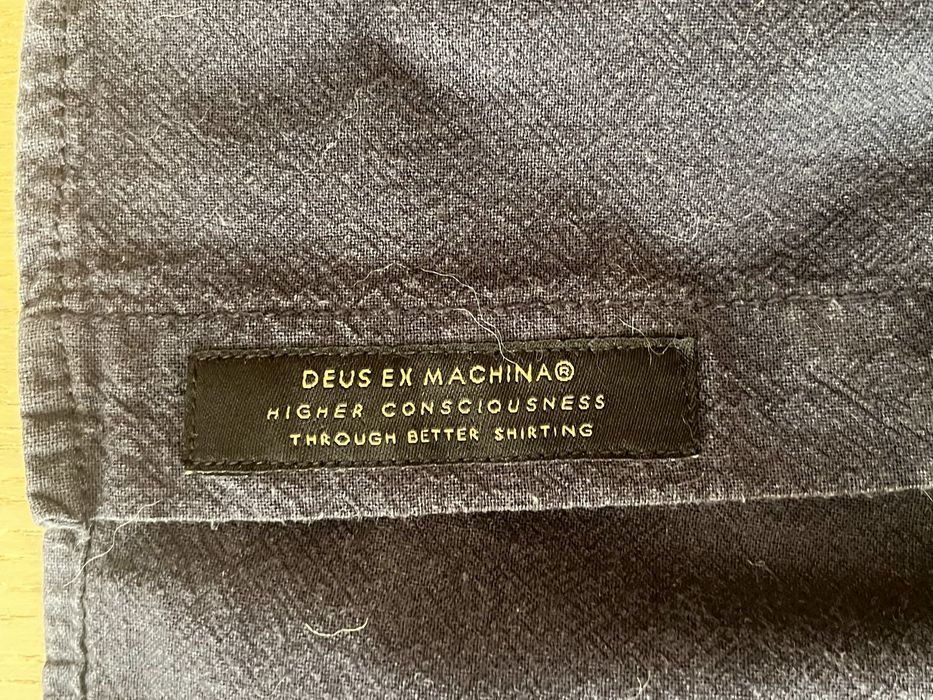 DEUS EX MACHINA®
HIGHER CONSCIOUSNESS
THROUGH BETTER SHIRTING